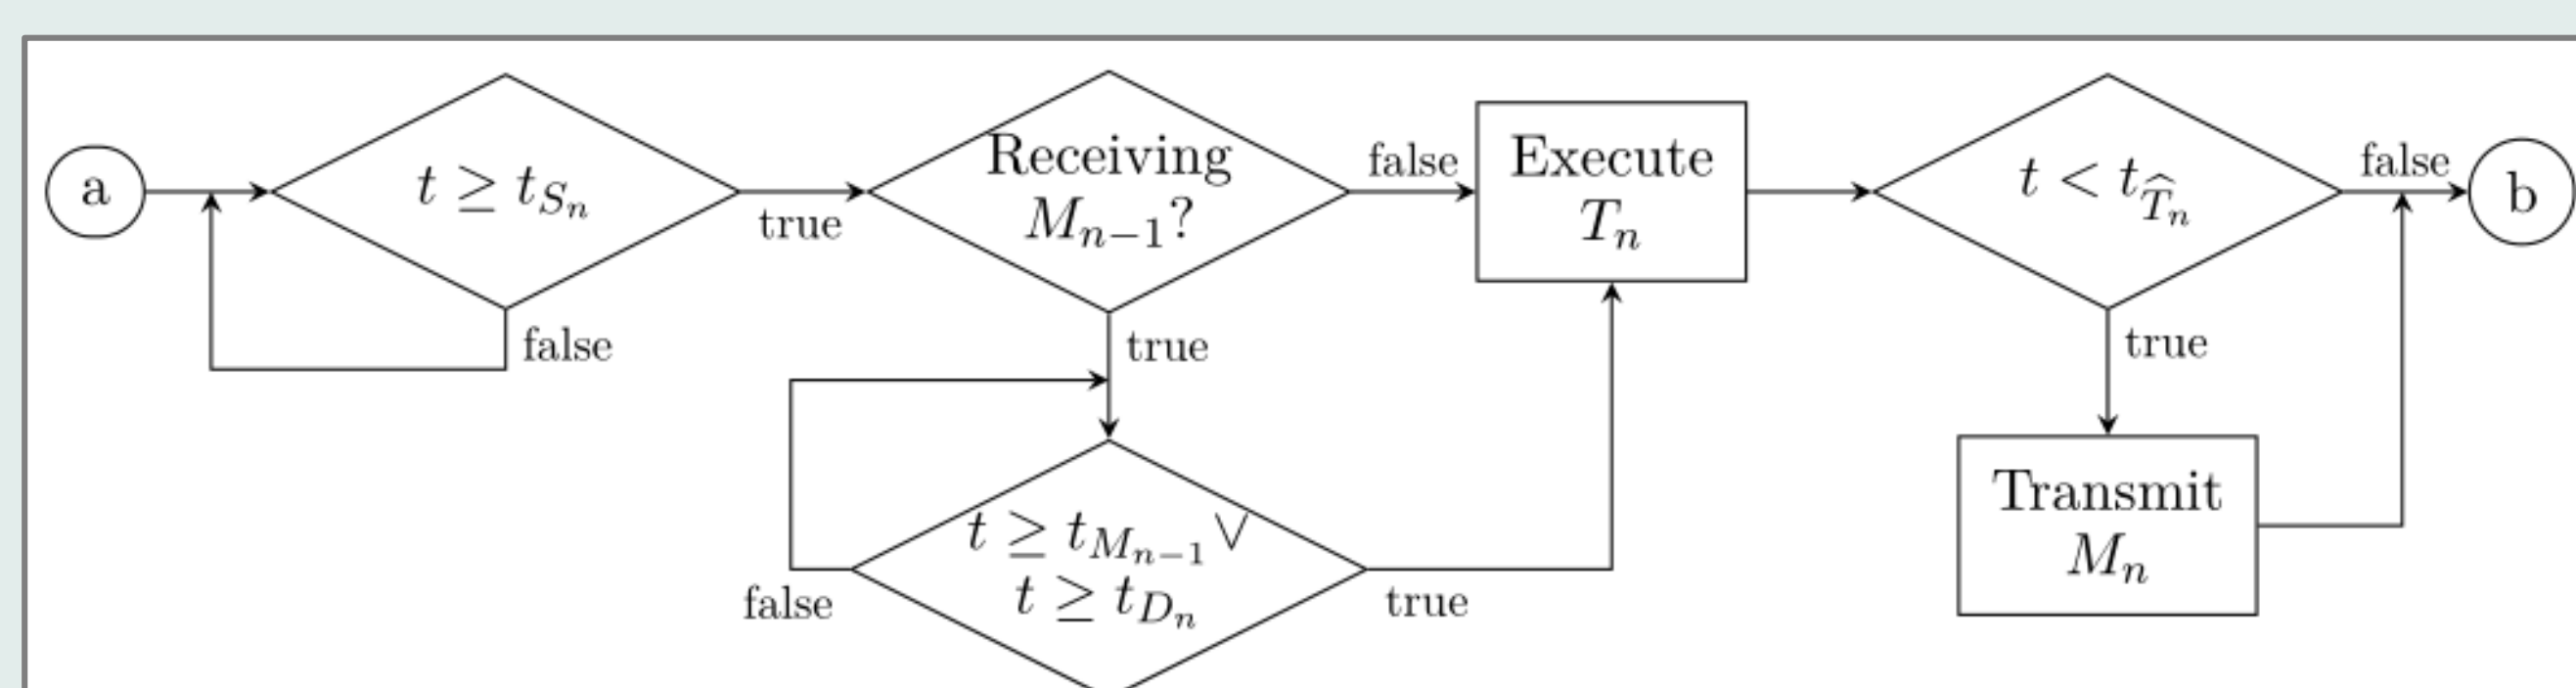 a
t ≥ t_{S_n}
true
false
Receiving
M_{n−1}?
false
true
t ≥ t_{M_{n−1}} ∨
t ≥ t_{D_n}
false
true
Execute
T_n
t < t_{\widehat{T}_n}
false
true
Transmit
M_n
b